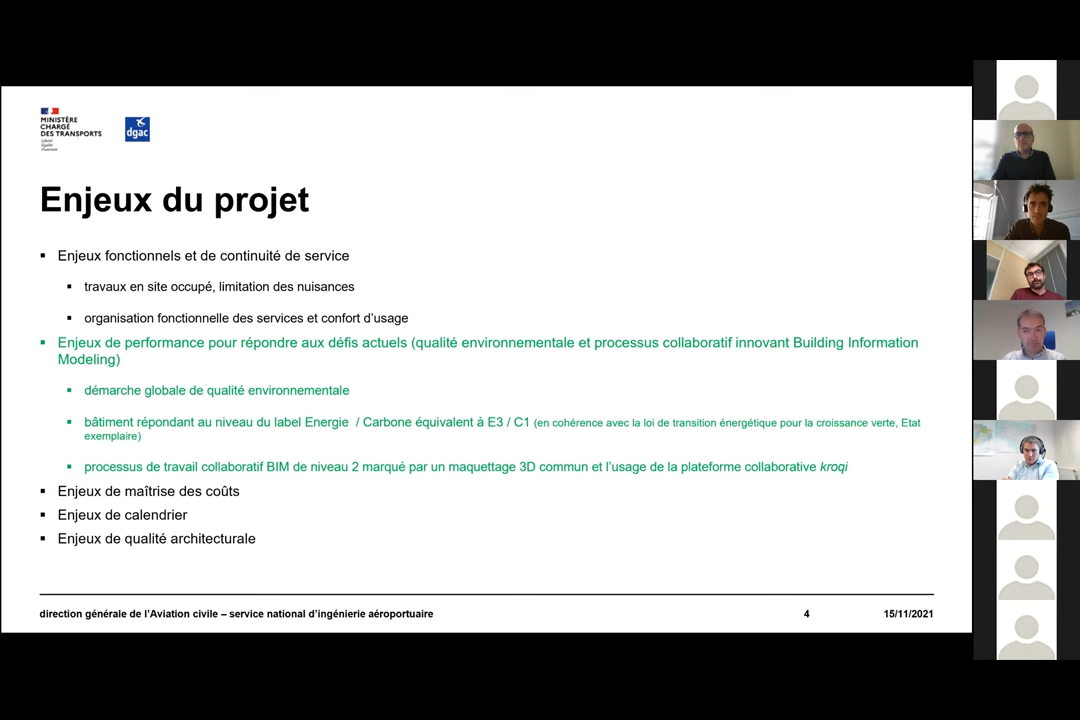 MINISTÈRE
CHARGÉ
DES TRANSPORTS
Liberté
Égalité
Fraternité
dgac
Enjeux du projet
▪ Enjeux fonctionnels et de continuité de service
▪ travaux en site occupé, limitation des nuisances
▪ organisation fonctionnelle des services et confort d’usage
▪ Enjeux de performance pour répondre aux défis actuels (qualité environnementale et processus collaboratif innovant Building Information
Modeling)
▪ démarche globale de qualité environnementale
▪ bâtiment répondant au niveau du label Energie / Carbone équivalent à E3 / C1 (en cohérence avec la loi de transition énergétique pour la croissance verte, Etat
exemplaire)
▪ processus de travail collaboratif BIM de niveau 2 marqué par un maquettage 3D commun et l’usage de la plateforme collaborative kroqi
▪ Enjeux de maîtrise des coûts
▪ Enjeux de calendrier
▪ Enjeux de qualité architecturale
direction générale de l’Aviation civile – service national d’ingénierie aéroportuaire 4 15/11/2021